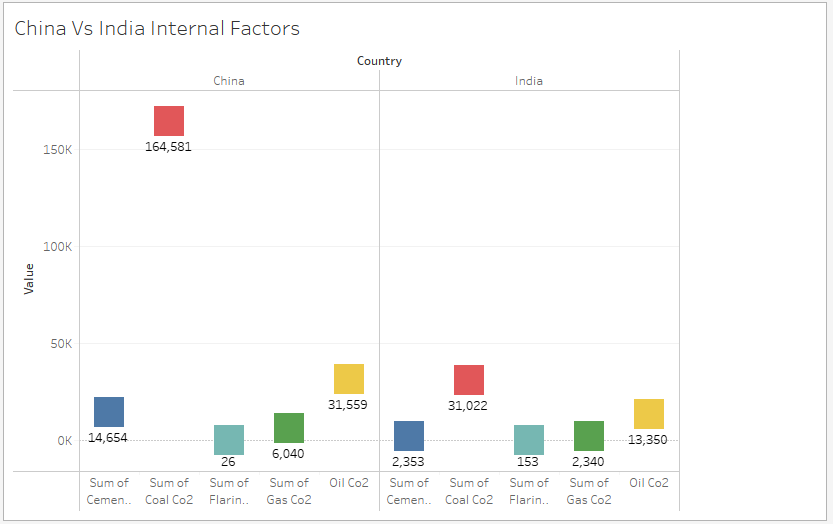 China Vs India Internal Factors
Country
China
India
Value
150K
100K
50K
0K
164,581
31,559
31,022
14,654
26
6,040
2,353
153
2,340
13,350
Sum of
Cemen..
Sum of
Coal Co2
Sum of
Flarin..
Sum of
Gas Co2
Oil Co2
Sum of
Cemen..
Sum of
Coal Co2
Sum of
Flarin..
Sum of
Gas Co2
Oil Co2